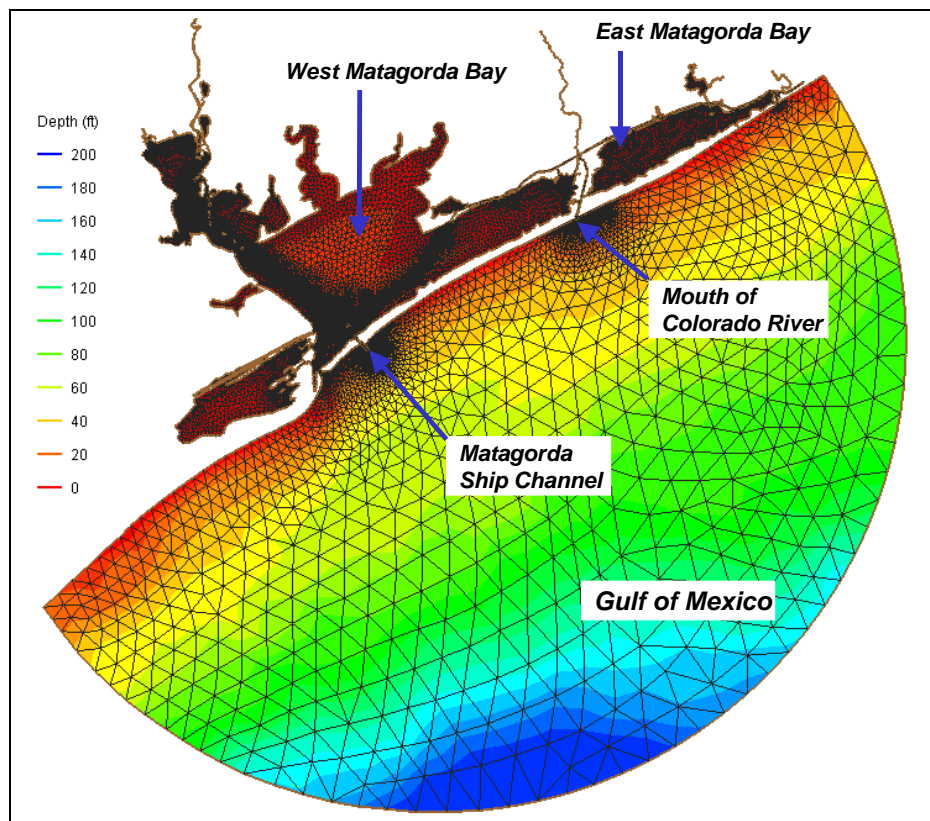 East Matagorda Bay
West Matagorda Bay
Depth (ft)
200
180
160
140
120
100
80
60
40
20
0
Mouth of
Colorado River
Matagorda
Ship Channel
Gulf of Mexico